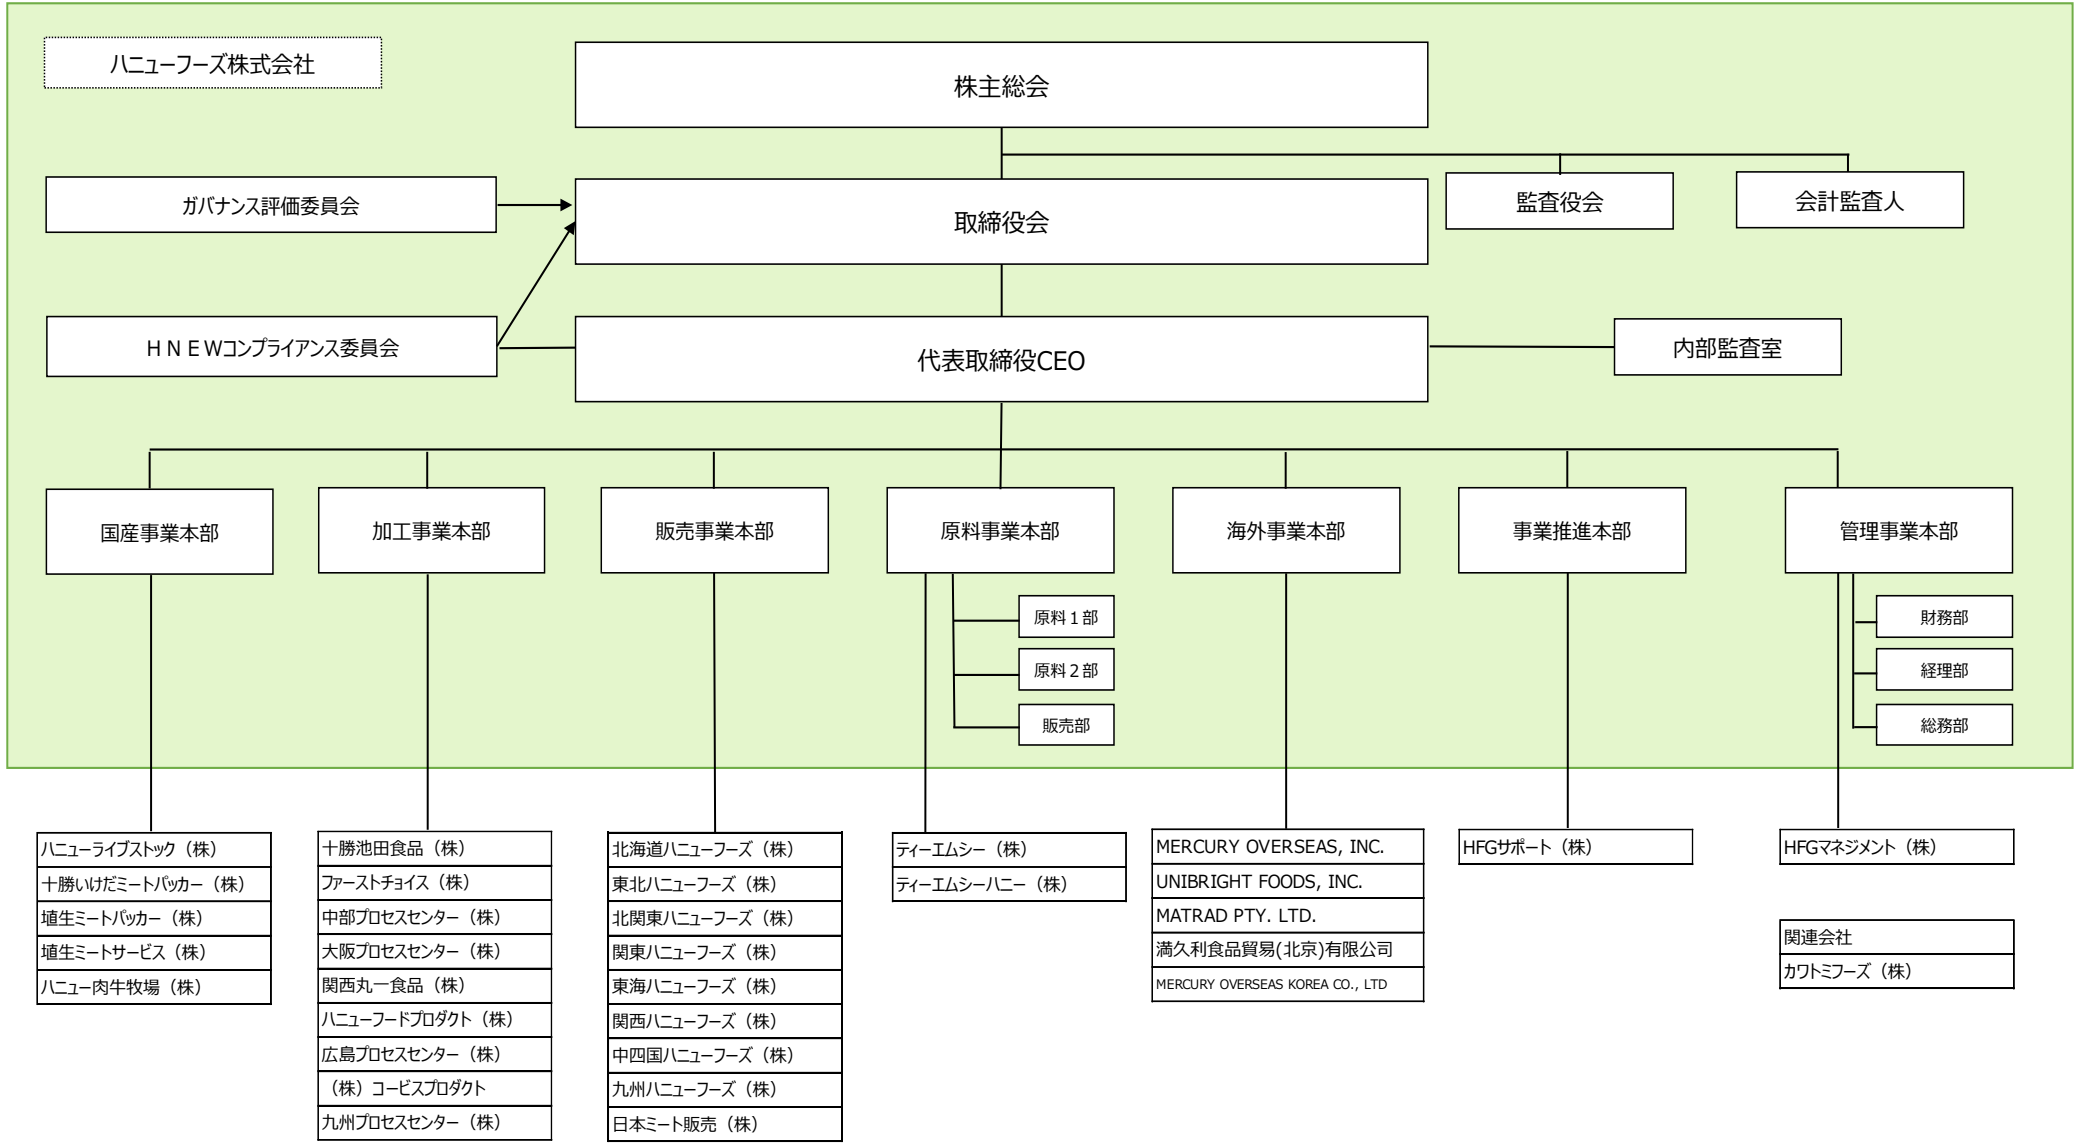 ハニューフーズ株式会社
株主総会
ガバナンス評価委員会
取締役会
監査役会
会計監査人
ＨＮＥＷコンプライアンス委員会
代表取締役CEO
内部監査室
国産事業本部
加工事業本部
販売事業本部
原料事業本部
海外事業本部
事業推進本部
管理事業本部
原料１部
原料２部
販売部
財務部
経理部
総務部
ハニューライブストック（株）
十勝いけだミートパッカー（株）
埴生ミートパッカー（株）
埴生ミートサービス（株）
ハニュー肉牛牧場（株）
十勝池田食品（株）
ファーストチョイス（株）
中部プロセスセンター（株）
大阪プロセスセンター（株）
関西丸一食品（株）
ハニューフードプロダクト（株）
広島プロセスセンター（株）
（株）コービスプロダクト
九州プロセスセンター（株）
北海道ハニューフーズ（株）
東北ハニューフーズ（株）
北関東ハニューフーズ（株）
関東ハニューフーズ（株）
東海ハニューフーズ（株）
関西ハニューフーズ（株）
中四国ハニューフーズ（株）
九州ハニューフーズ（株）
日本ミート販売（株）
ティーエムシー（株）
ティーエムシーハニー（株）
MERCURY OVERSEAS, INC.
UNIBRIGHT FOODS, INC.
MATRAD PTY. LTD.
満久利食品貿易(北京)有限公司
MERCURY OVERSEAS KOREA CO., LTD
HFGサポート（株）
HFGマネジメント（株）
関連会社
カワトミフーズ（株）